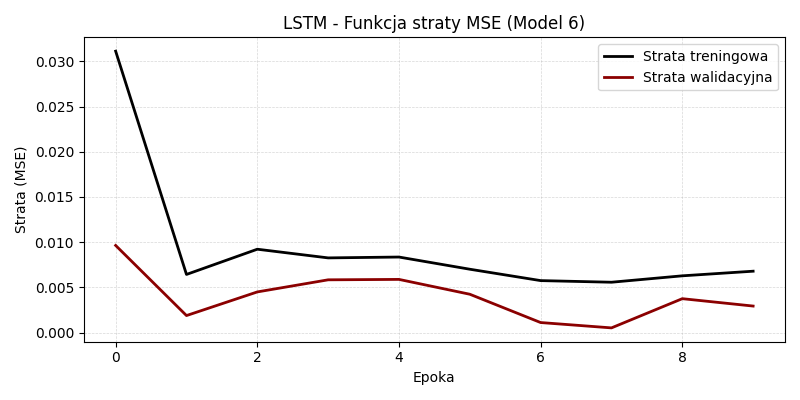 LSTM - Funkcja straty MSE (Model 6)
Strata treningowa
Strata walidacyjna
Strata (MSE)
0.030
0.025
0.020
0.015
0.010
0.005
0.000
0 2 4 6 8
Epoka